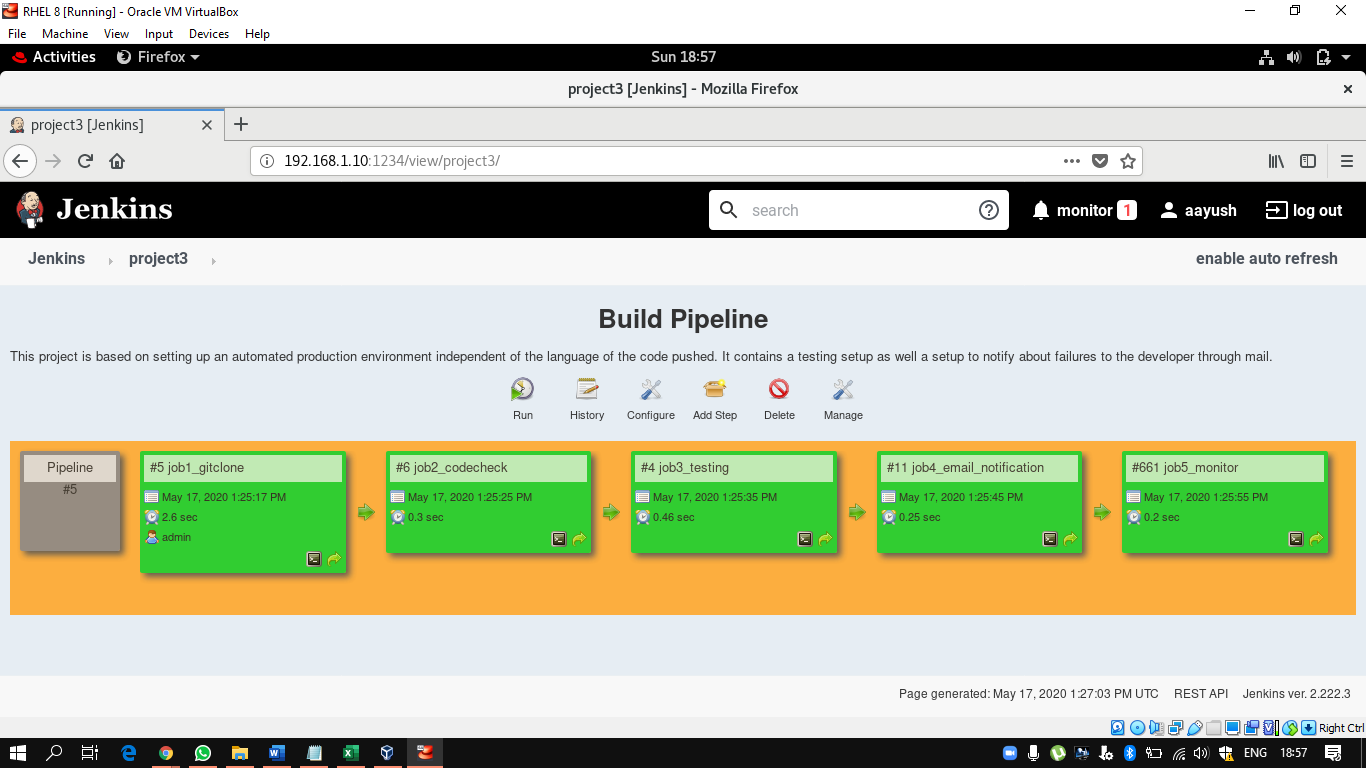 RHEL 8 [Running] - Oracle VM VirtualBox
File Machine View Input Devices Help
Activities Firefox Sun 18:57
project3 [Jenkins] - Mozilla Firefox
project3 [Jenkins]
192.168.1.10:1234/view/project3/
Jenkins search monitor 1 aayush log out
Jenkins project3 enable auto refresh
Build Pipeline
This project is based on setting up an automated production environment independent of the language of the code pushed. It contains a testing setup as well a setup to notify about failures to the developer through mail.
Run History Configure Add Step Delete Manage
Pipeline #5 job1_gitclone #6 job2_codecheck #4 job3_testing #11 job4_email_notification #661 job5_monitor
#5 May 17, 2020 1:25:17 PM May 17, 2020 1:25:25 PM May 17, 2020 1:25:35 PM May 17, 2020 1:25:45 PM May 17, 2020 1:25:55 PM
2.6 sec 0.3 sec 0.46 sec 0.25 sec 0.2 sec
admin
Page generated: May 17, 2020 1:27:03 PM UTC REST API Jenkins ver. 2.222.3
Right Ctrl
ENG 18:57